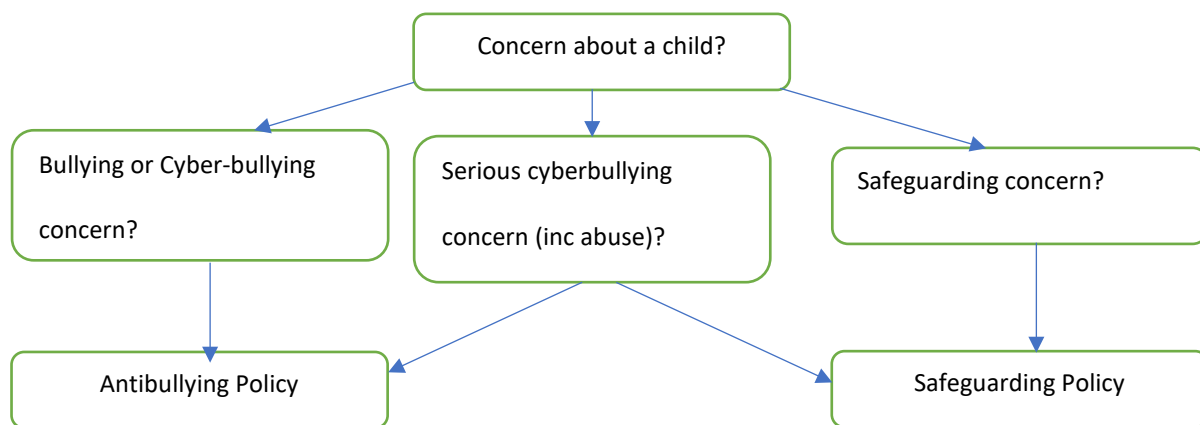 Concern about a child?
Bullying or Cyber-bullying
concern?
Serious cyberbullying
concern (inc abuse)?
Safeguarding concern?
Antibullying Policy
Safeguarding Policy